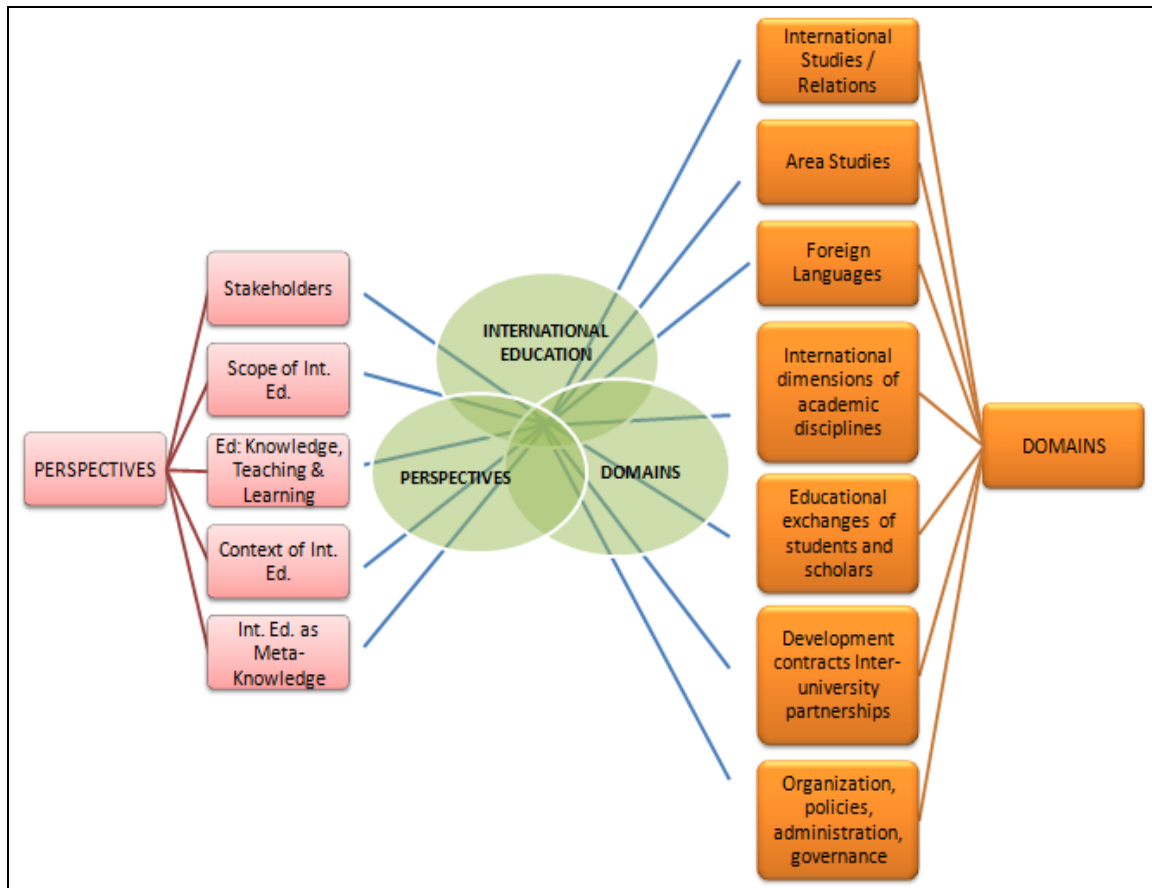 PERSPECTIVES
Stakeholders
Scope of Int.
Ed.
Ed: Knowledge,
Teaching &
Learning
Context of Int.
Ed.
Int. Ed. as
Meta-
Knowledge
INTERNATIONAL
EDUCATION
PERSPECTIVES
DOMAINS
International
Studies /
Relations
Area Studies
Foreign
Languages
International
dimensions of
academic
disciplines
Educational
exchanges of
students and
scholars
Development
contracts Inter-
university
partnerships
Organization,
policies,
administration,
governance
DOMAINS